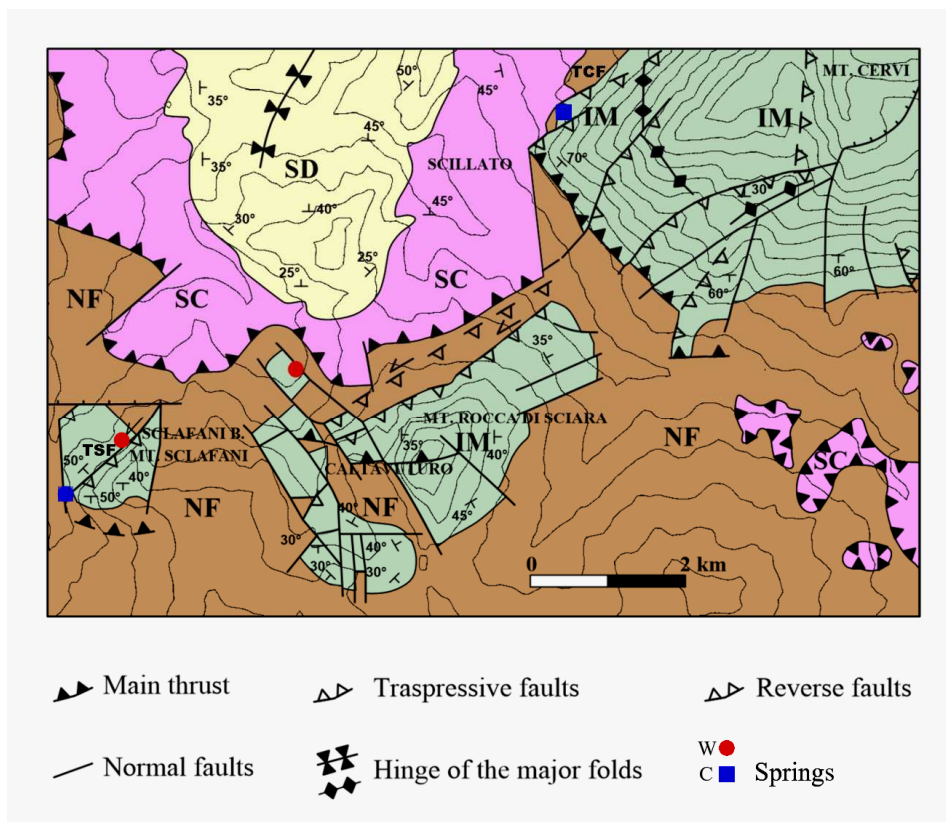 50°
TCF
MT. CERVI
35°
45°
IM
IM
45°
SCILLATO
70°
35°
SD
30°
40°
45°
30°
25°
25°
60°
60°
NF
SC
SC
35°
MT. ROCCA DI SCIARA
SCLAFANI B.
NF
35°
IM
40°
TSF
MT. SCLAFANI
50°
CALTAVUTURO
SC
40°
50°
NF
40°
NF
45°
30°
40°
30°
30°
0 2 km
Main thrust
Traspressive faults
Reverse faults
Normal faults
Hinge of the major folds
W
C Springs